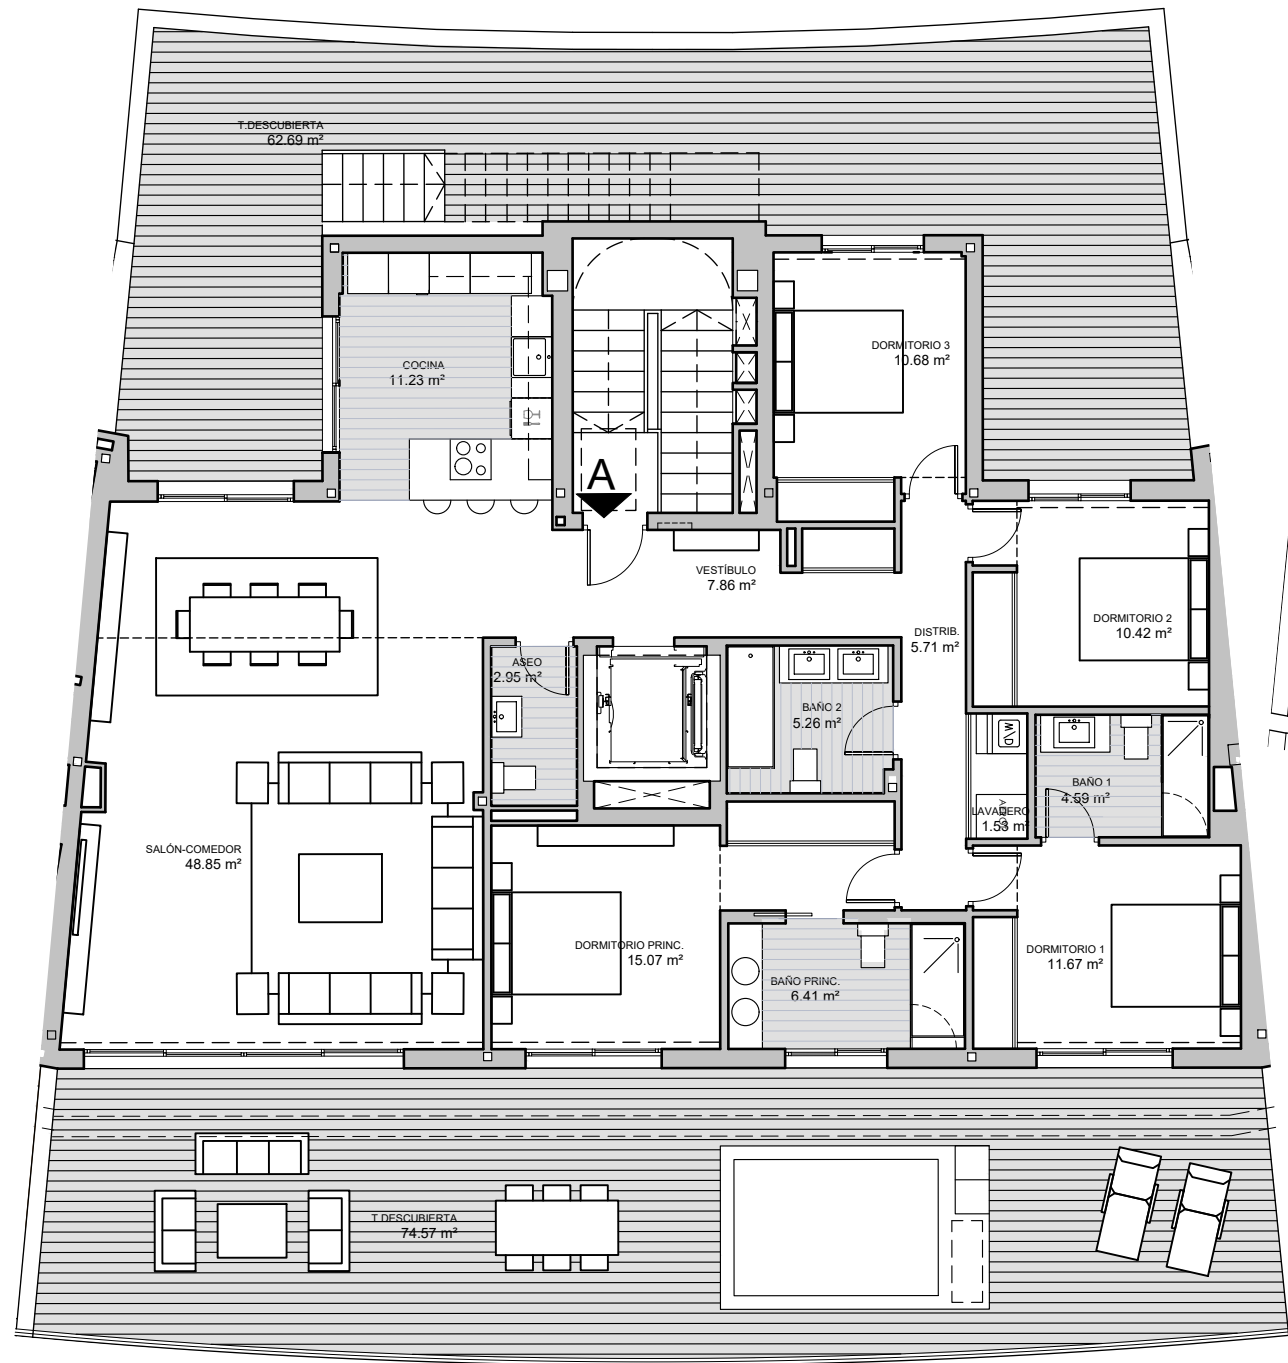 T.DESCUBIERTA
62.69 m²
COCINA
11.23 m²
DORMITORIO 3
10.68 m²
A
VESTÍBULO
7.86 m²
DORMITORIO 2
10.42 m²
DISTRIB.
5.71 m²
ASEO
2.95 m²
BAÑO 2
5.26 m²
M/D
BAÑO 1
4.59 m²
LAVADERO
1.53 m²
SALÓN-COMEDOR
48.85 m²
DORMITORIO PRINC.
15.07 m²
DORMITORIO 1
11.67 m²
BAÑO PRINC.
6.41 m²
T.DESCUBIERTA
74.57 m²